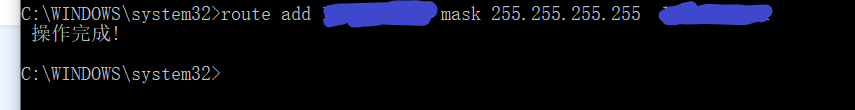 C:\WINDOWS\system32>route add mask 255.255.255.255
操作完成!
C:\WINDOWS\system32>